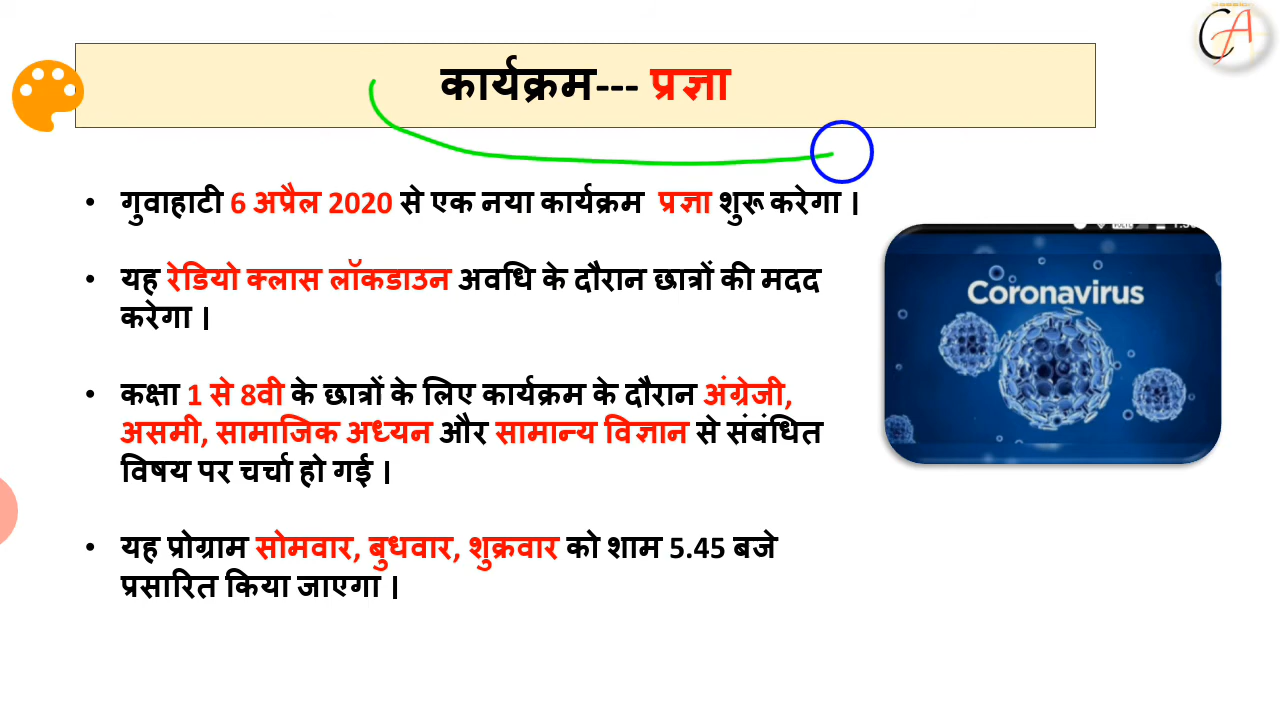 CA
कार्यक्रम--- प्रज्ञा
• गुवाहाटी 6 अप्रैल 2020 से एक नया कार्यक्रम प्रज्ञा शुरू करेगा ।
• यह रेडियो क्लास लॉकडाउन अवधि के दौरान छात्रों की मदद
करेगा ।
• कक्षा 1 से 8वी के छात्रों के लिए कार्यक्रम के दौरान अंग्रेजी,
असमी, सामाजिक अध्यन और सामान्य विज्ञान से संबंधित
विषय पर चर्चा हो गई ।
• यह प्रोग्राम सोमवार, बुधवार, शुक्रवार को शाम 5.45 बजे
प्रसारित किया जाएगा ।
Coronavirus